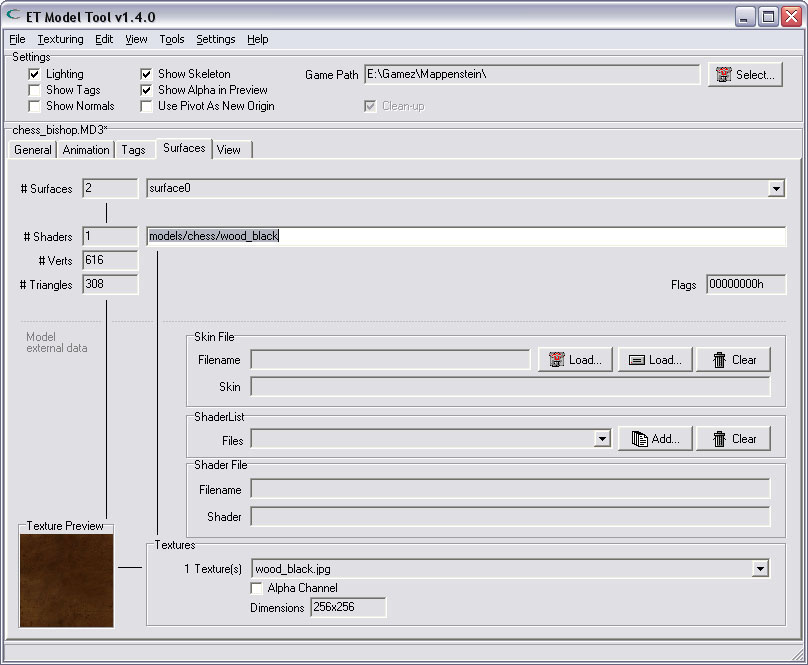 ET Model Tool v1.4.0
File Texturing Edit View Tools Settings Help
Settings
Lighting Show Skeleton Game Path E:\Gamez\Mappenstein\ Select...
Show Tags Show Alpha in Preview
Show Normals Use Pivot As New Origin Clean-up
chess_bishop.MD3*
General Animation Tags Surfaces View
# Surfaces 2 surface0
# Shaders 1 models/chess/wood_black
# Verts 616
# Triangles 308 Flags 00000000h
Model
external data
Skin File
Filename Load... Load... Clear
Skin
ShaderList
Files Add... Clear
Shader File
Filename
Shader
Texture Preview
Textures
1 Texture(s) wood_black.jpg
Alpha Channel
Dimensions 256x256